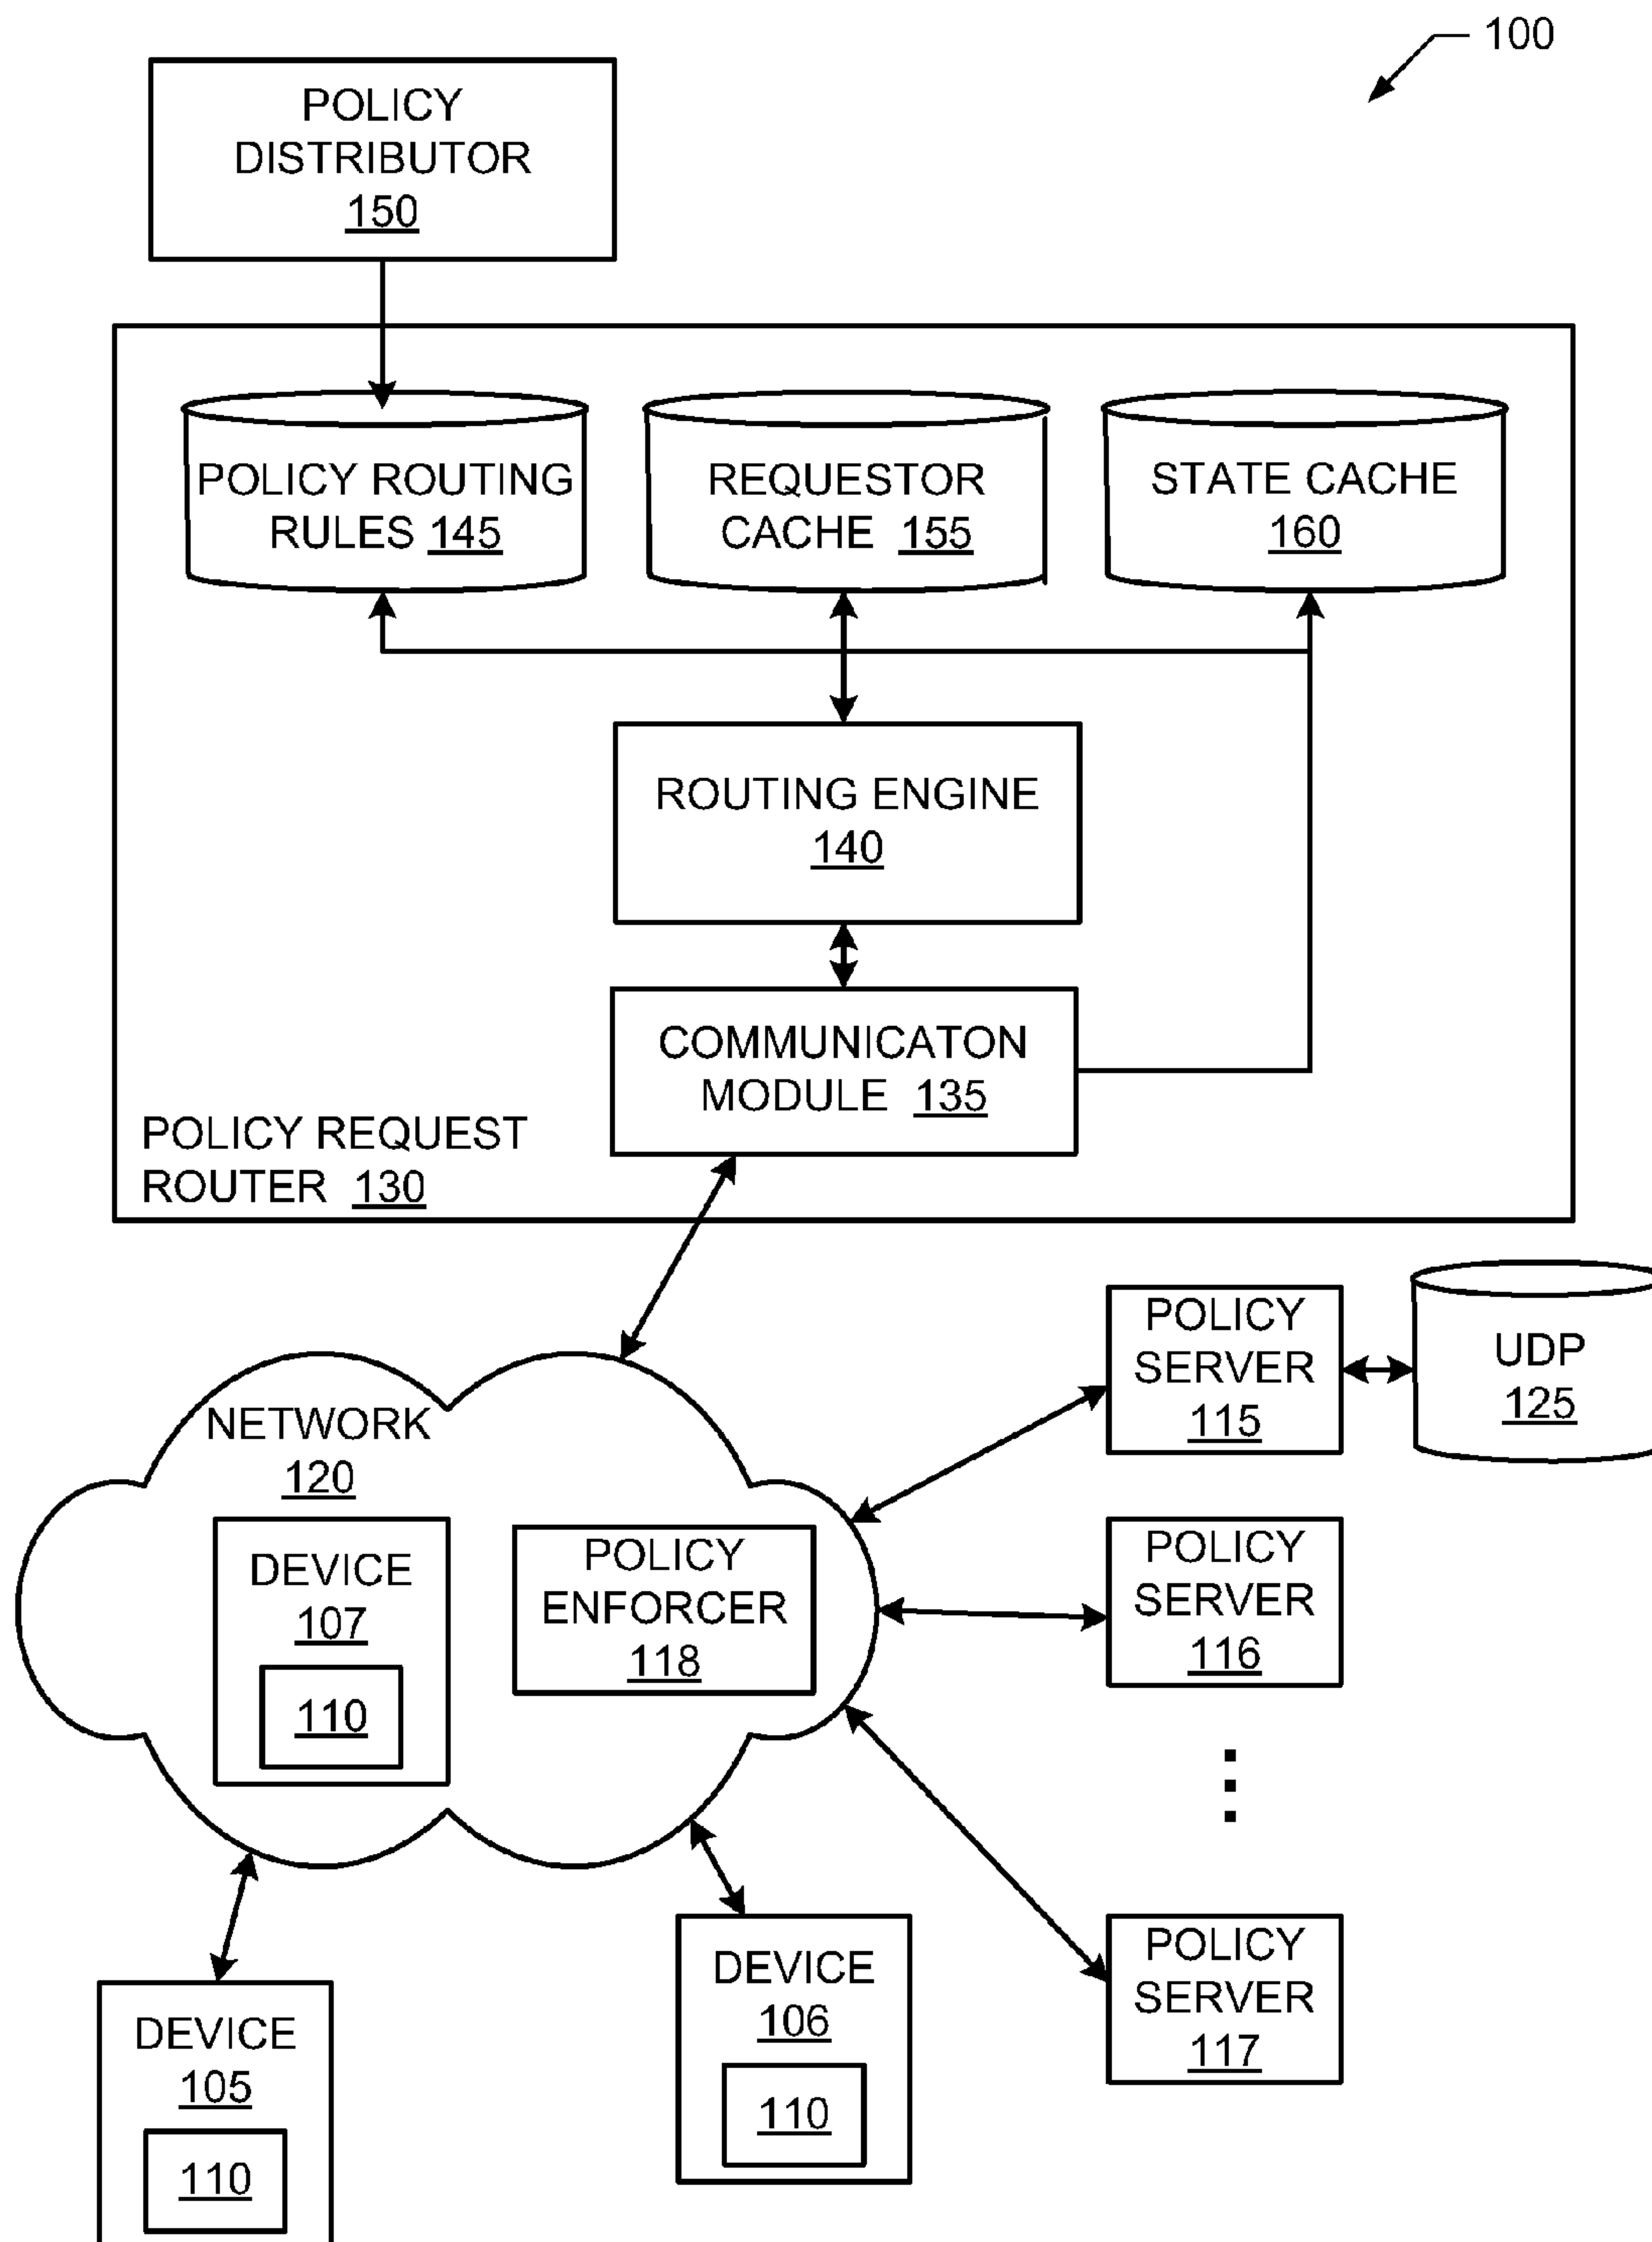 100
POLICY
DISTRIBUTOR
150
POLICY ROUTING
RULES 145
REQUESTOR
CACHE 155
STATE CACHE
160
ROUTING ENGINE
140
COMMUNICATON
MODULE 135
POLICY REQUEST
ROUTER 130
POLICY
SERVER
115
UDP
125
NETWORK
120
DEVICE
107
110
POLICY
ENFORCER
118
POLICY
SERVER
116
DEVICE
105
110
DEVICE
106
110
POLICY
SERVER
117